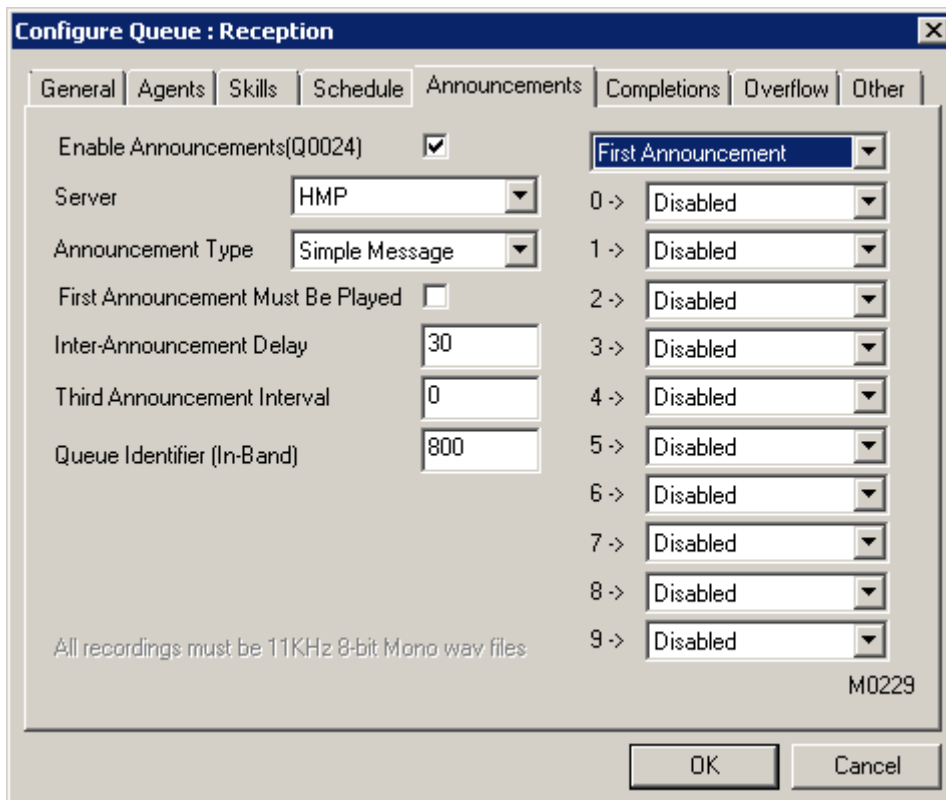 Configure Queue : Reception
General Agents Skills Schedule Announcements Completions Overflow Other
Enable Announcements(Q0024)
Server HMP
Announcement Type Simple Message
First Announcement Must Be Played
Inter-Announcement Delay 30
Third Announcement Interval 0
Queue Identifier (In-Band) 800
All recordings must be 11KHz 8-bit Mono wav files
First Announcement
0 -> Disabled
1 -> Disabled
2 -> Disabled
3 -> Disabled
4 -> Disabled
5 -> Disabled
6 -> Disabled
7 -> Disabled
8 -> Disabled
9 -> Disabled
M0229
OK Cancel